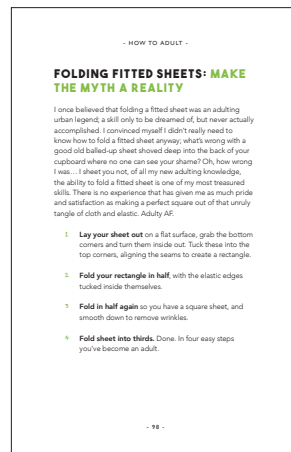 - HOW TO ADULT -
FOLDING FITTED SHEETS: MAKE
THE MYTH A REALITY
I once believed that folding a fitted sheet was an adulting
urban legend; a skill only to be dreamed of, but never actually
accomplished. I convinced myself I didn't really need to
know how to fold a fitted sheet anyway; what's wrong with a
good old balled-up sheet shoved deep into the back of your
cupboard where no one can see your shame? Oh, how wrong
I was... I sheet you not, of all my new adulting knowledge,
the ability to fold a fitted sheet is one of my most treasured
skills. There is no experience that has given me as much pride
and satisfaction as making a perfect square out of that unruly
tangle of cloth and elastic. Adulty AF.
1. Lay your sheet out on a flat surface, grab the bottom
corners and turn them inside out. Tuck these into the
top corners, aligning the seams to create a rectangle.
2. Fold your rectangle in half, with the elastic edges
tucked inside themselves.
3. Fold in half again so you have a square sheet, and
smooth down to remove wrinkles.
4. Fold sheet into thirds. Done. In four easy steps
you've become an adult.
- 98 -